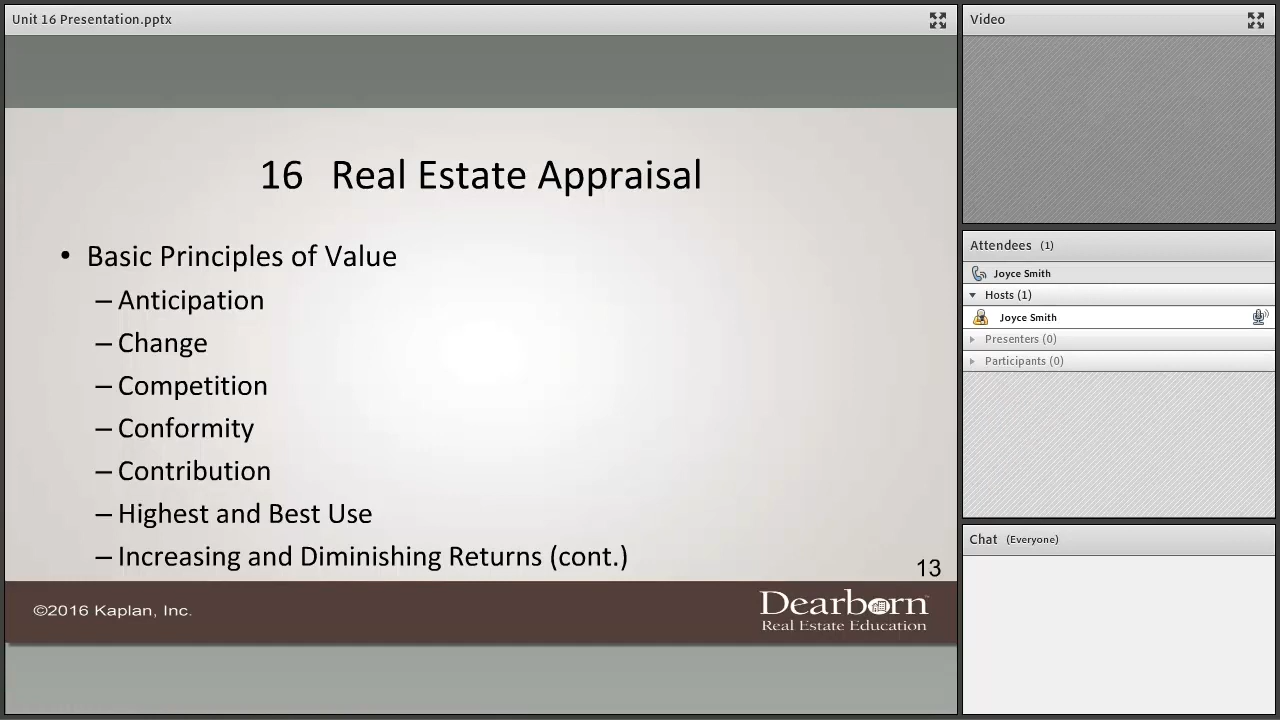 Unit 16 Presentation.pptx
16 Real Estate Appraisal
• Basic Principles of Value
– Anticipation
– Change
– Competition
– Conformity
– Contribution
– Highest and Best Use
– Increasing and Diminishing Returns (cont.)
13
©2016 Kaplan, Inc.
Dearborn™
Real Estate Education
Video
Attendees (1)
Joyce Smith
Hosts (1)
Joyce Smith
Presenters (0)
Participants (0)
Chat (Everyone)